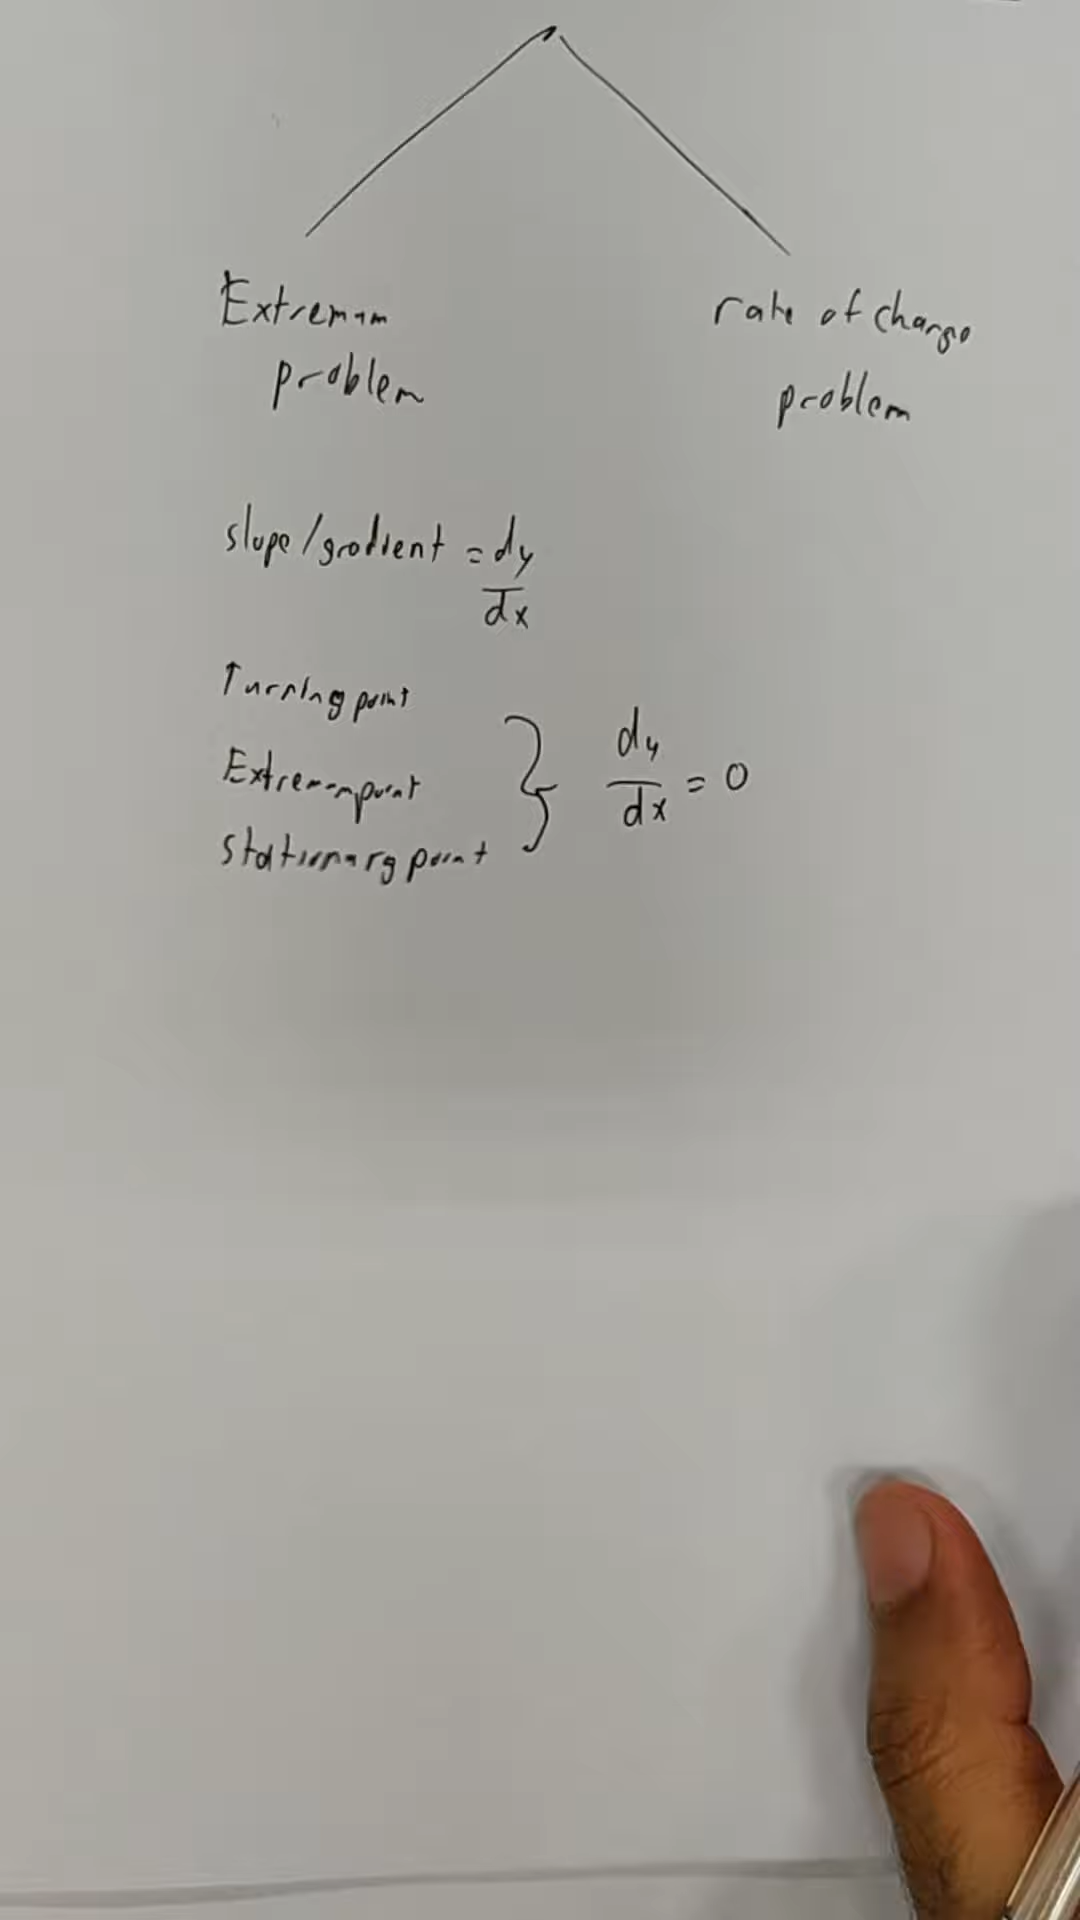 Extremum
problem
rate of change
problem
slope/gradient = dy
dx
Turning point
Extremum point
Stationary point
dy
dx
= 0